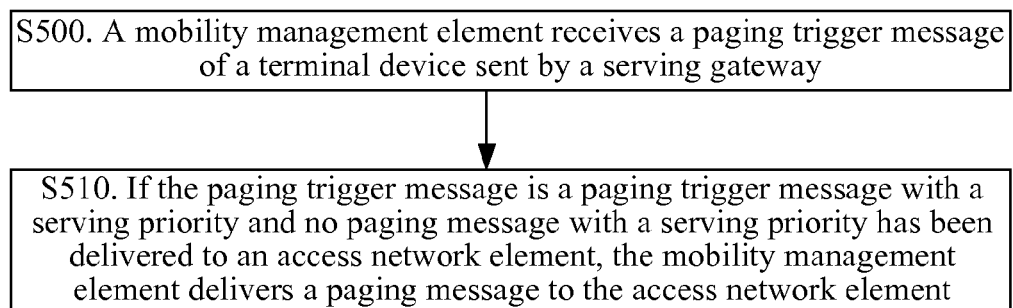 S500. A mobility management element receives a paging trigger message
of a terminal device sent by a serving gateway
S510. If the paging trigger message is a paging trigger message with a
serving priority and no paging message with a serving priority has been
delivered to an access network element, the mobility management
element delivers a paging message to the access network element